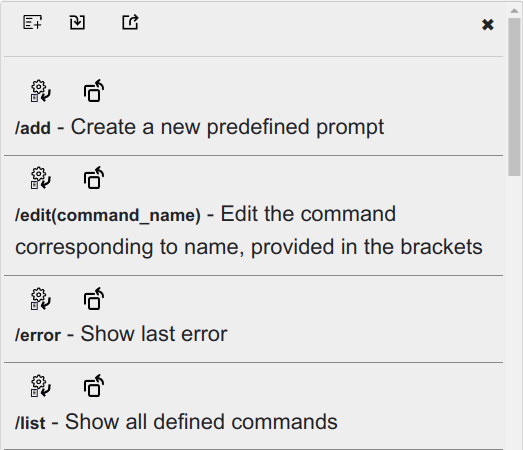 /add - Create a new predefined prompt
/edit(command_name) - Edit the command
corresponding to name, provided in the brackets
/error - Show last error
/list - Show all defined commands